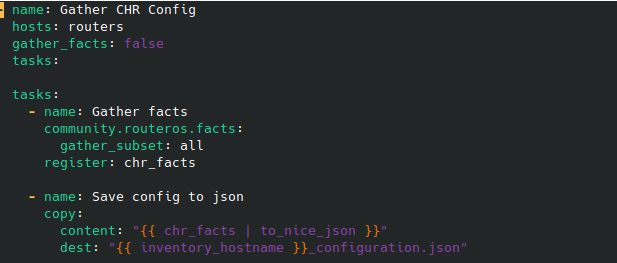 - name: Gather CHR Config
  hosts: routers
  gather_facts: false
  tasks:

  tasks:
    - name: Gather facts
      community.routeros.facts:
        gather_subset: all
      register: chr_facts

    - name: Save config to json
      copy:
        content: "{{ chr_facts | to_nice_json }}"
        dest: "{{ inventory_hostname }}_configuration.json"